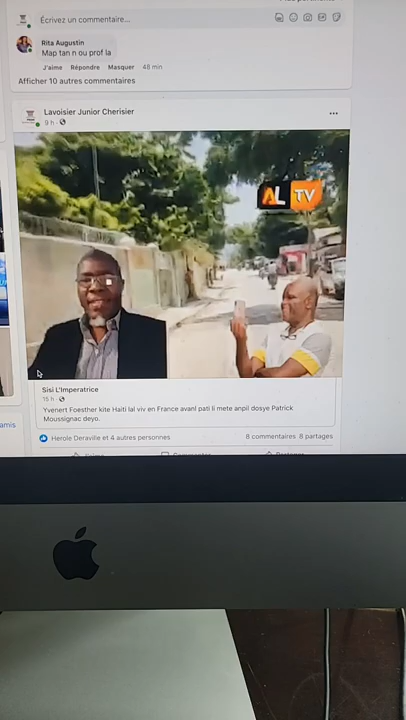 Écrivez un commentaire...
Rita Augustin
Map tan n ou prof la
J'aime Répondre Masquer 48 min
Afficher 10 autres commentaires
Lavoisier Junior Cherisier
9 h
AL TV
Sisi L'Imperatrice
15 h
Yvenert Foesther kite Haiti lal viv en France avanl pati li mete anpil dosye Patrick
Moussignac deyo.
amis
Herole Deraville et 4 autres personnes
8 commentaires 8 partages